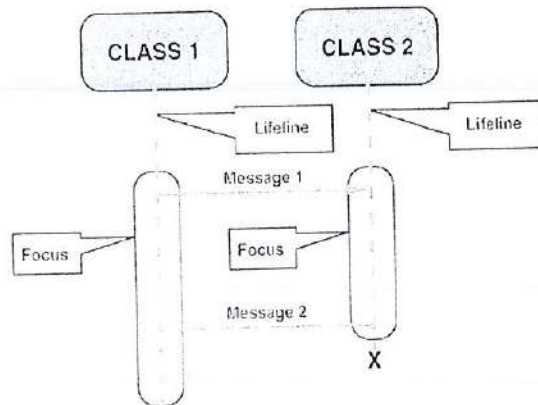 CLASS 1
CLASS 2
Lifeline
Lifeline
Message 1
Focus
Focus
Message 2
X